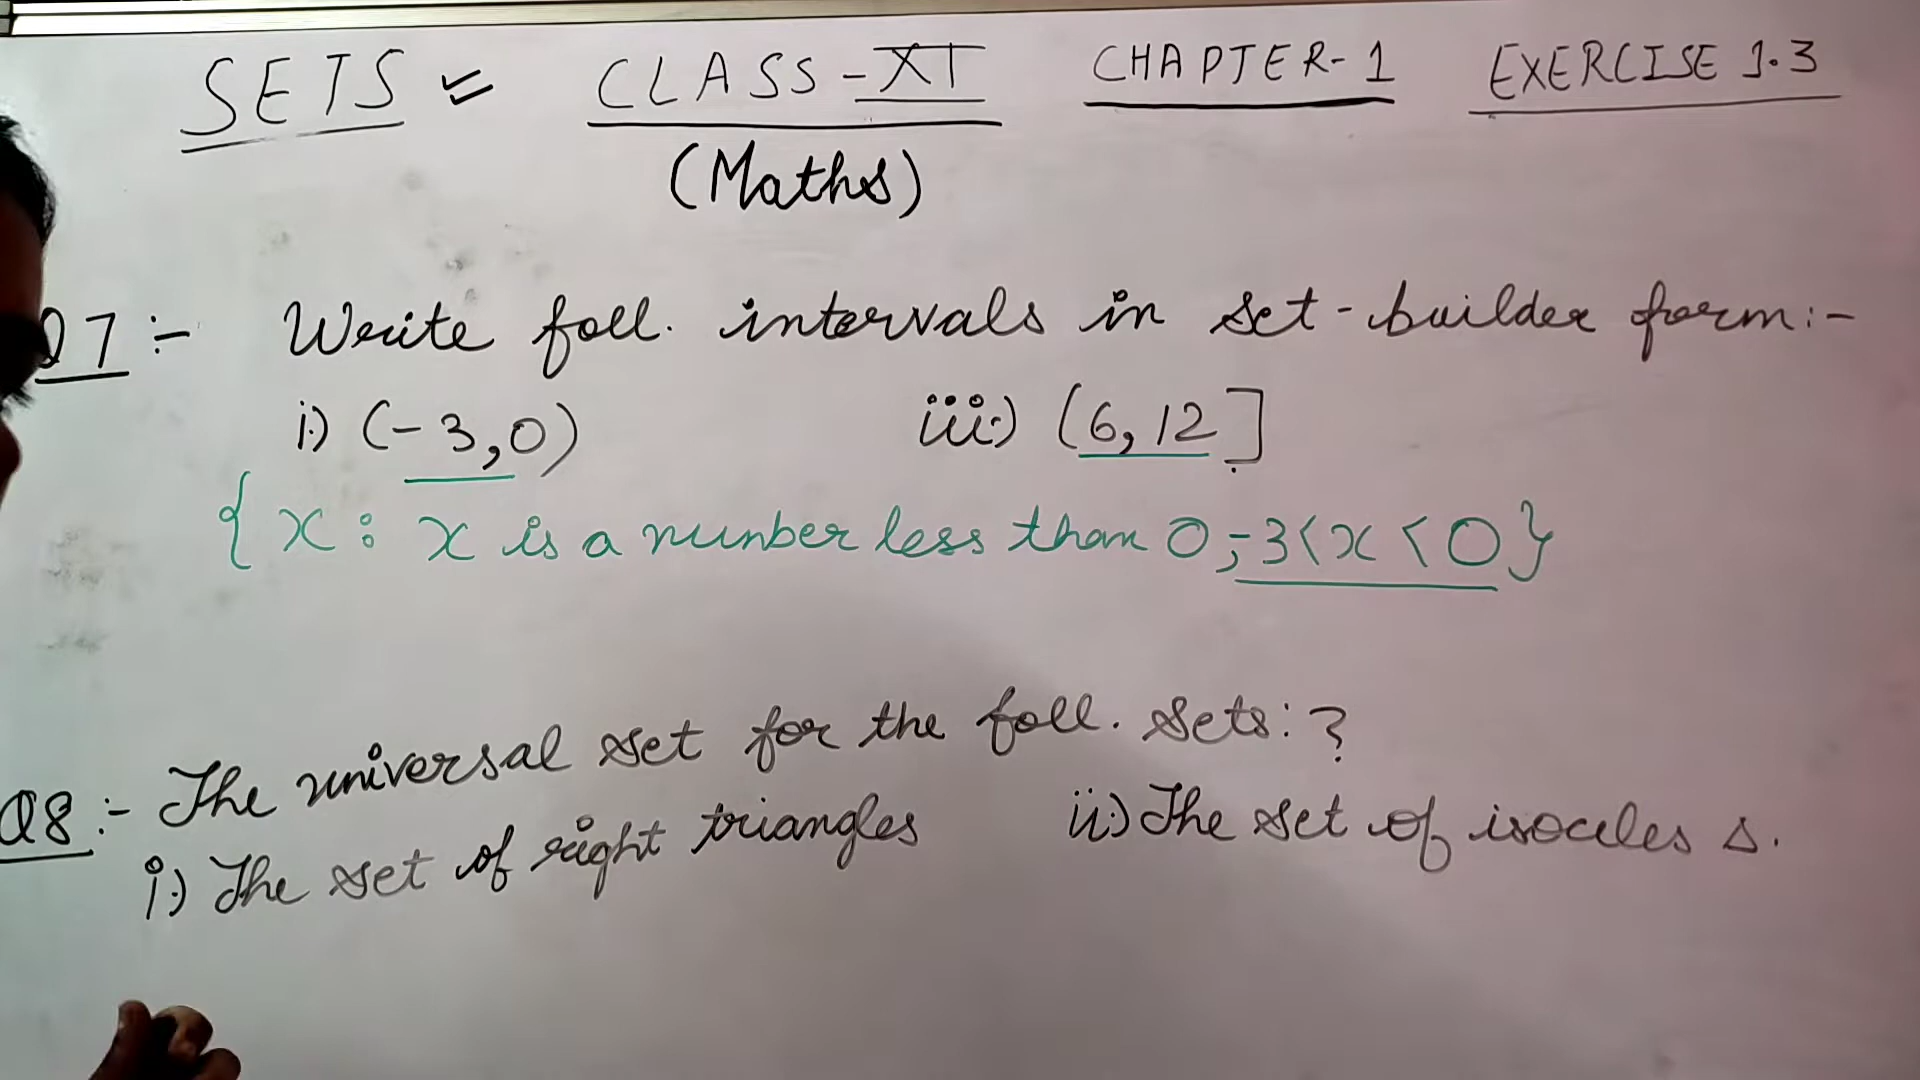 SETS CLASS-XI CHAPTER-1 EXERCISE 1.3
(Maths)
Q7:- Write foll. intervals in set-builder form:-
i) (-3,0) iii) (6,12]
{x: x is a number less than 0,-3<x<0}
Q8:- The universal set for the foll. sets:?
i) The set of right triangles ii) The set of isoceles Δ.